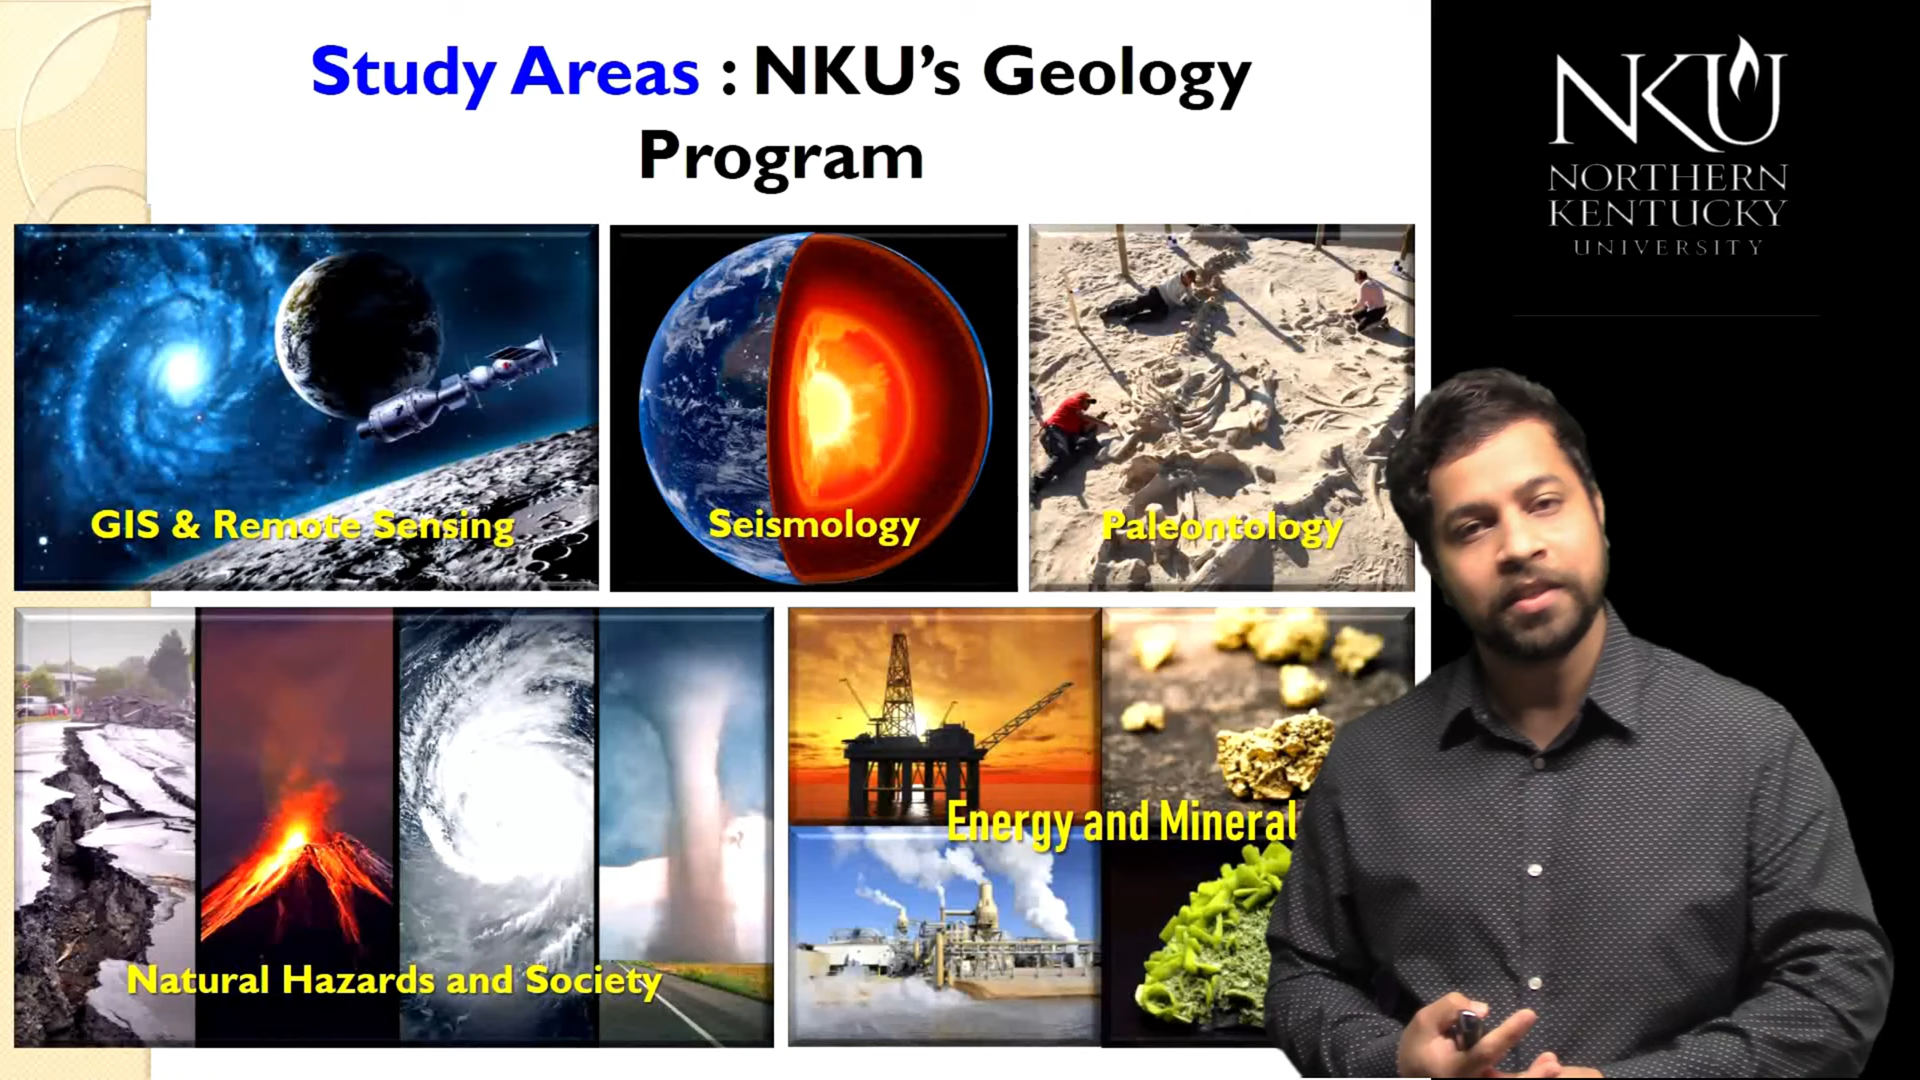 Study Areas : NKU's Geology
Program
NKU
NORTHERN
KENTUCKY
UNIVERSITY
GIS & Remote Sensing
Seismology
Paleontology
Natural Hazards and Society
Energy and Mineral